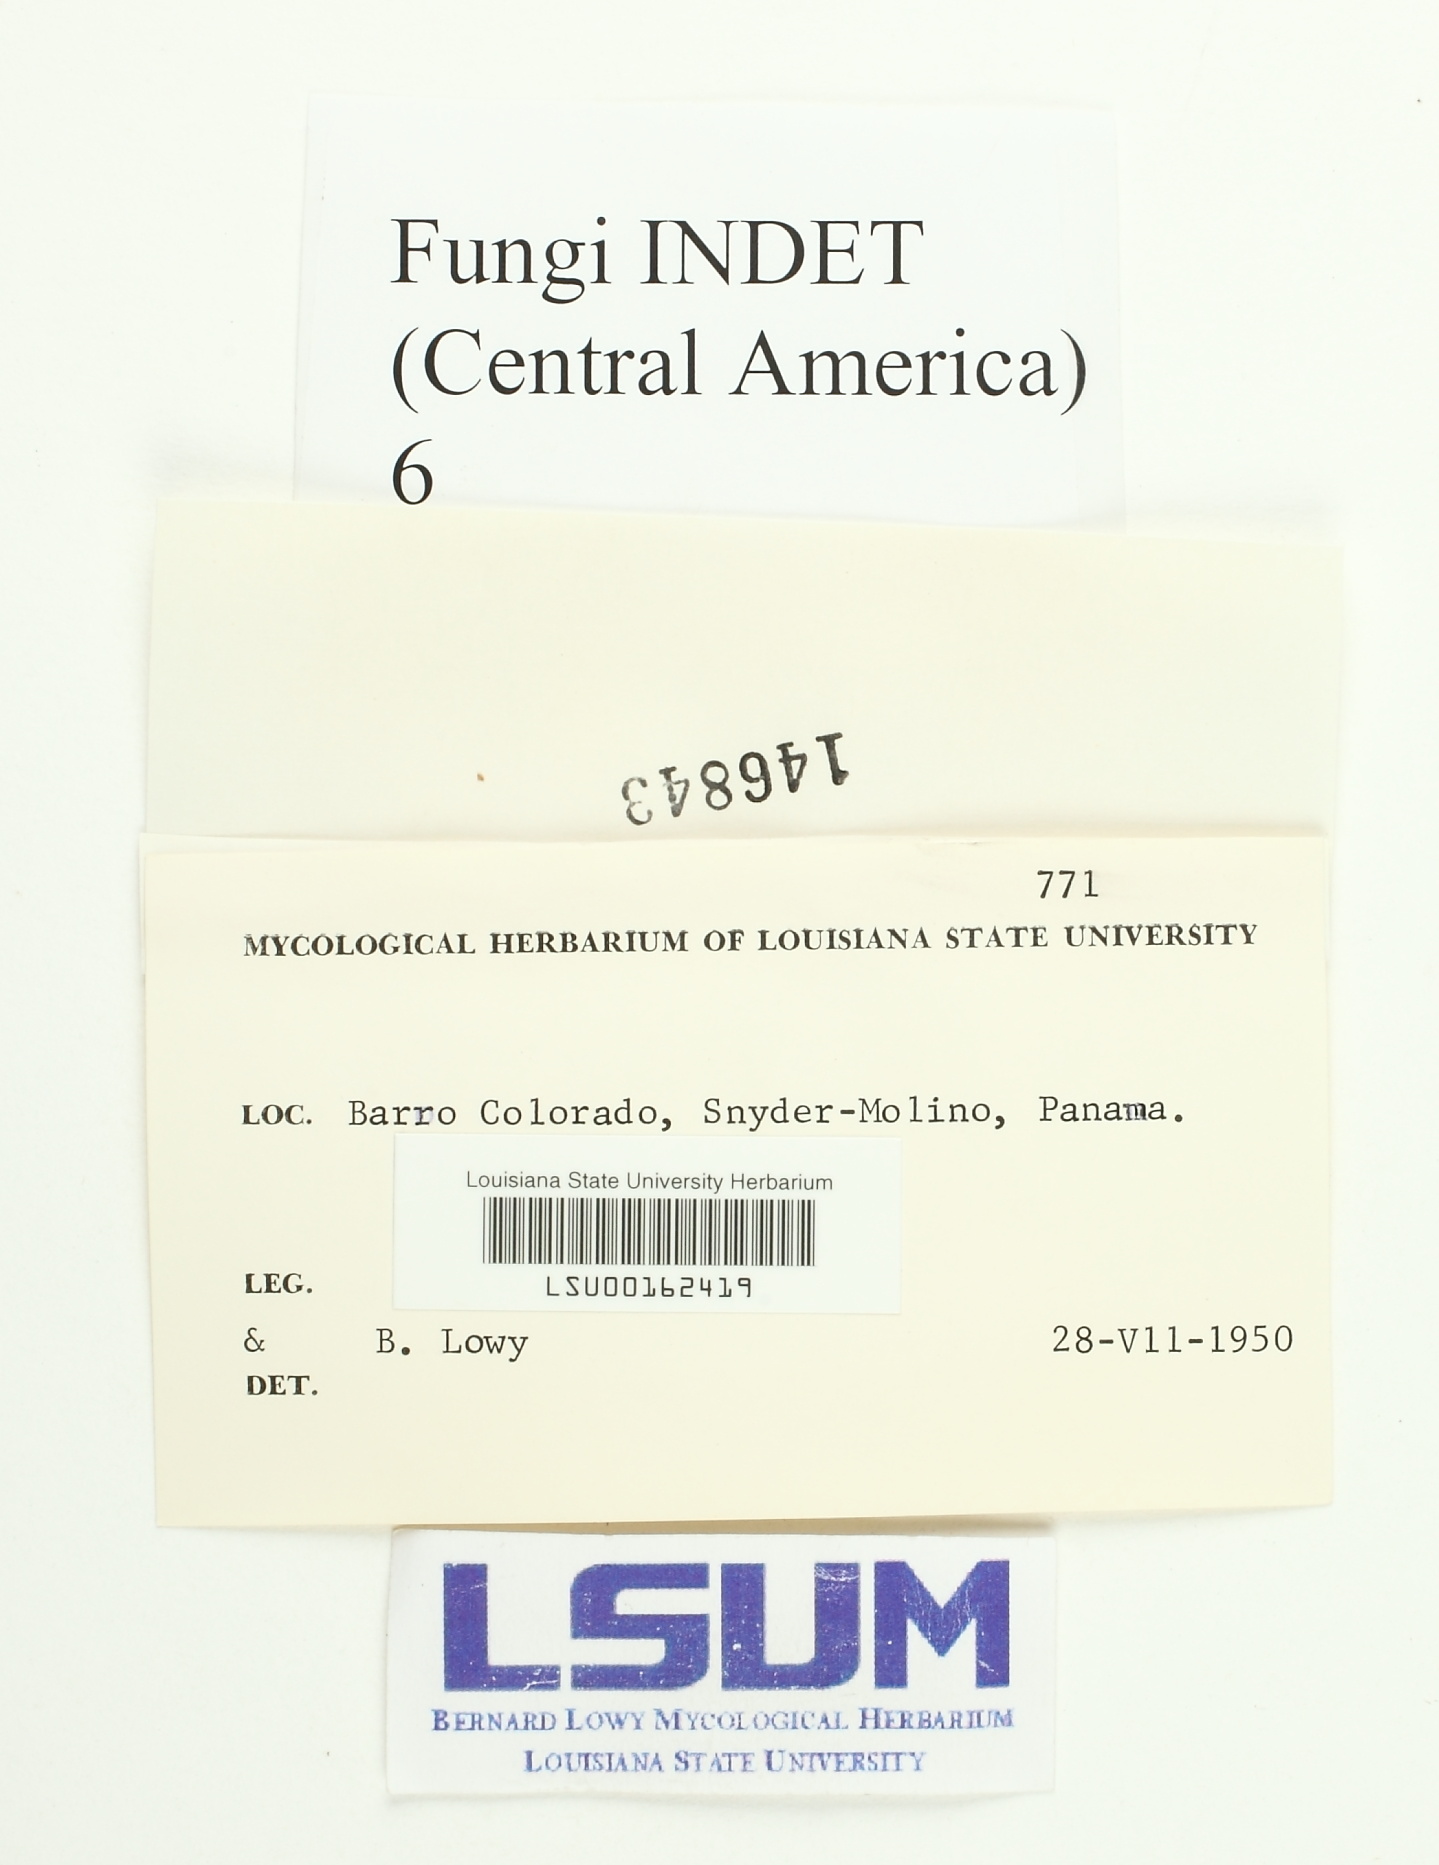 Fungi INDET
(Central America)
6
146843
771
MYCOLOGICAL HERBARIUM OF LOUISIANA STATE UNIVERSITY
LOC. Barro Colorado, Snyder-Molino, Panama.
Louisiana State University Herbarium
LSU00162419
LEG.
& B. Lowy 28-V11-1950
DET.
LSUM
BERNARD LOWY MYCOLOGICAL HERBARIUM
LOUISIANA STATE UNIVERSITY